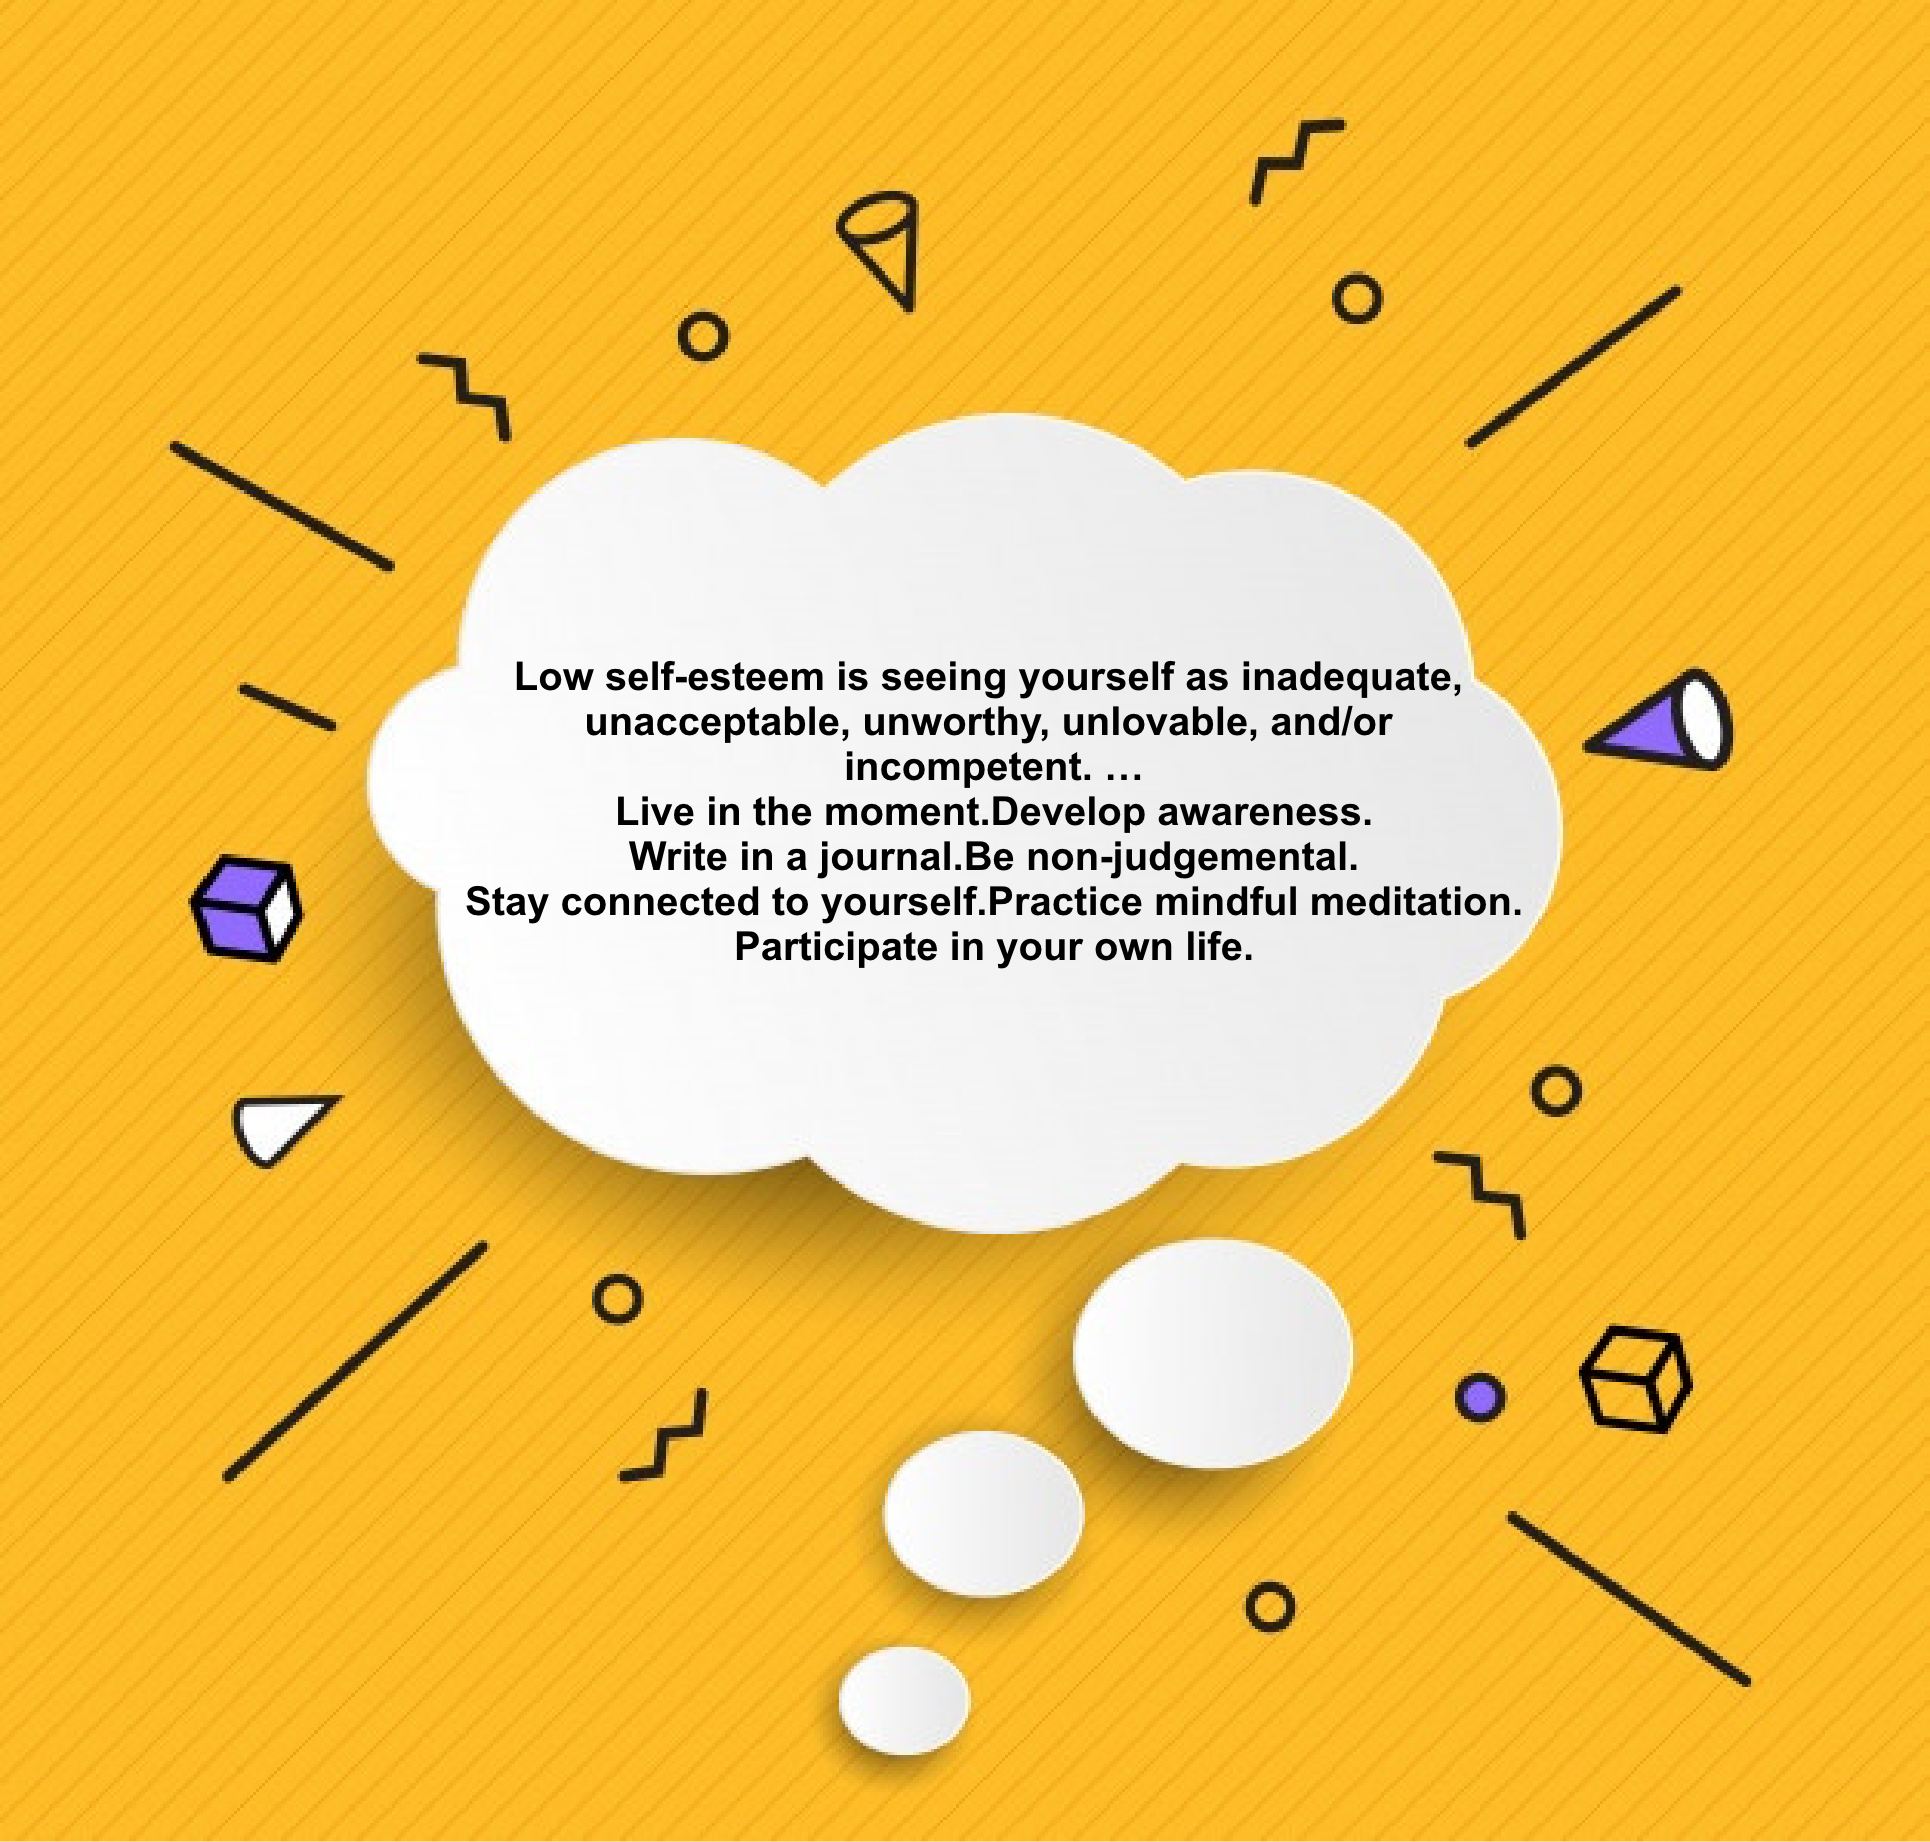 Low self-esteem is seeing yourself as inadequate,
unacceptable, unworthy, unlovable, and/or
incompetent. …
Live in the moment.Develop awareness.
Write in a journal.Be non-judgemental.
Stay connected to yourself.Practice mindful meditation.
Participate in your own life.